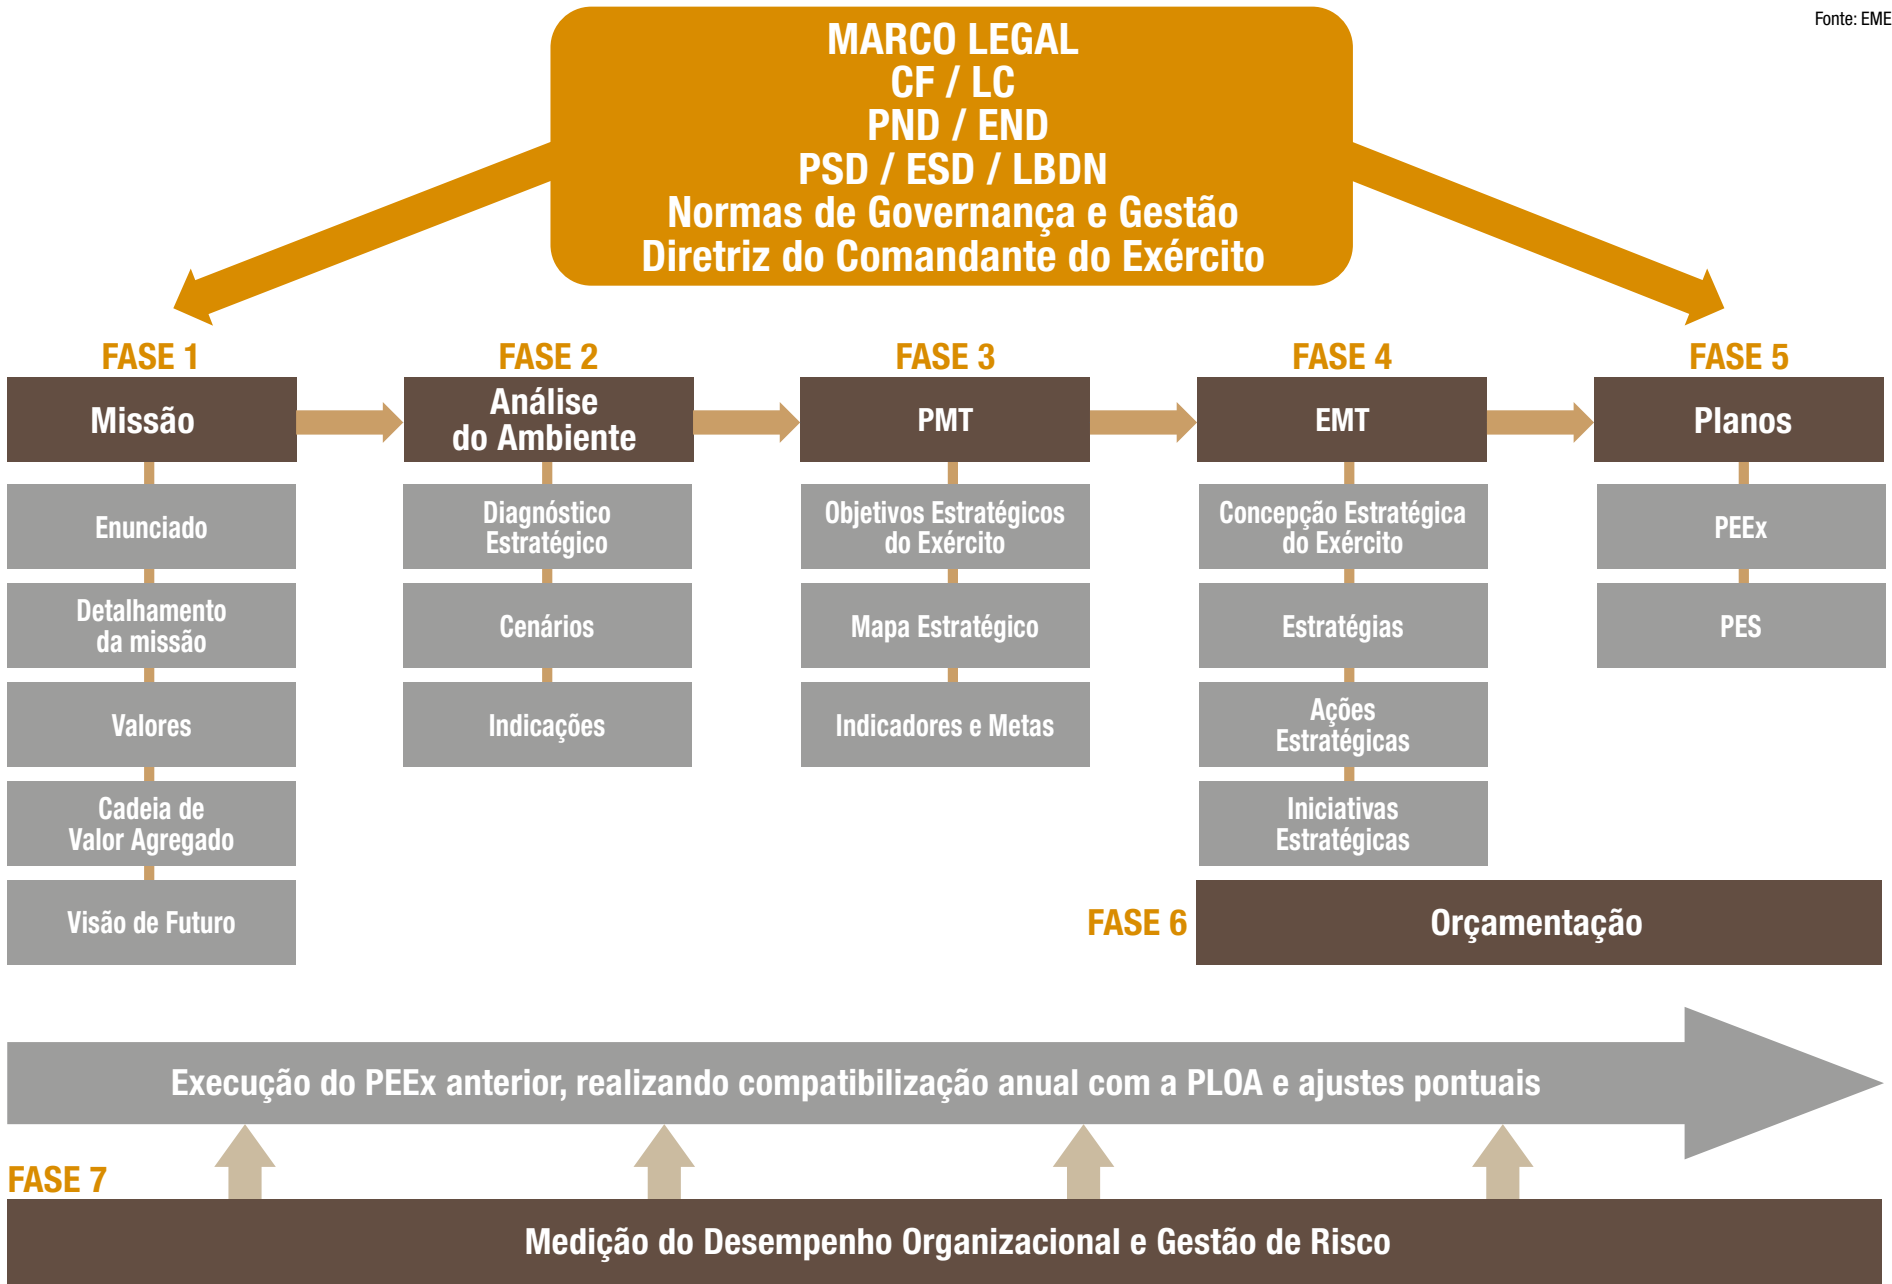 Fonte: EME
MARCO LEGAL
CF / LC
PND / END
PSD / ESD / LBDN
Normas de Governança e Gestão
Diretriz do Comandante do Exército
FASE 1
Missão
Enunciado
Detalhamento
da missão
Valores
Cadeia de
Valor Agregado
Visão de Futuro
FASE 2
Análise
do Ambiente
Diagnóstico
Estratégico
Cenários
Indicações
FASE 3
PMT
Objetivos Estratégicos
do Exército
Mapa Estratégico
Indicadores e Metas
FASE 4
EMT
Concepção Estratégica
do Exército
Estratégias
Ações
Estratégicas
Iniciativas
Estratégicas
FASE 5
Planos
PEEx
PES
FASE 6
Orçamentação
Execução do PEEx anterior, realizando compatibilização anual com a PLOA e ajustes pontuais
FASE 7
Medição do Desempenho Organizacional e Gestão de Risco